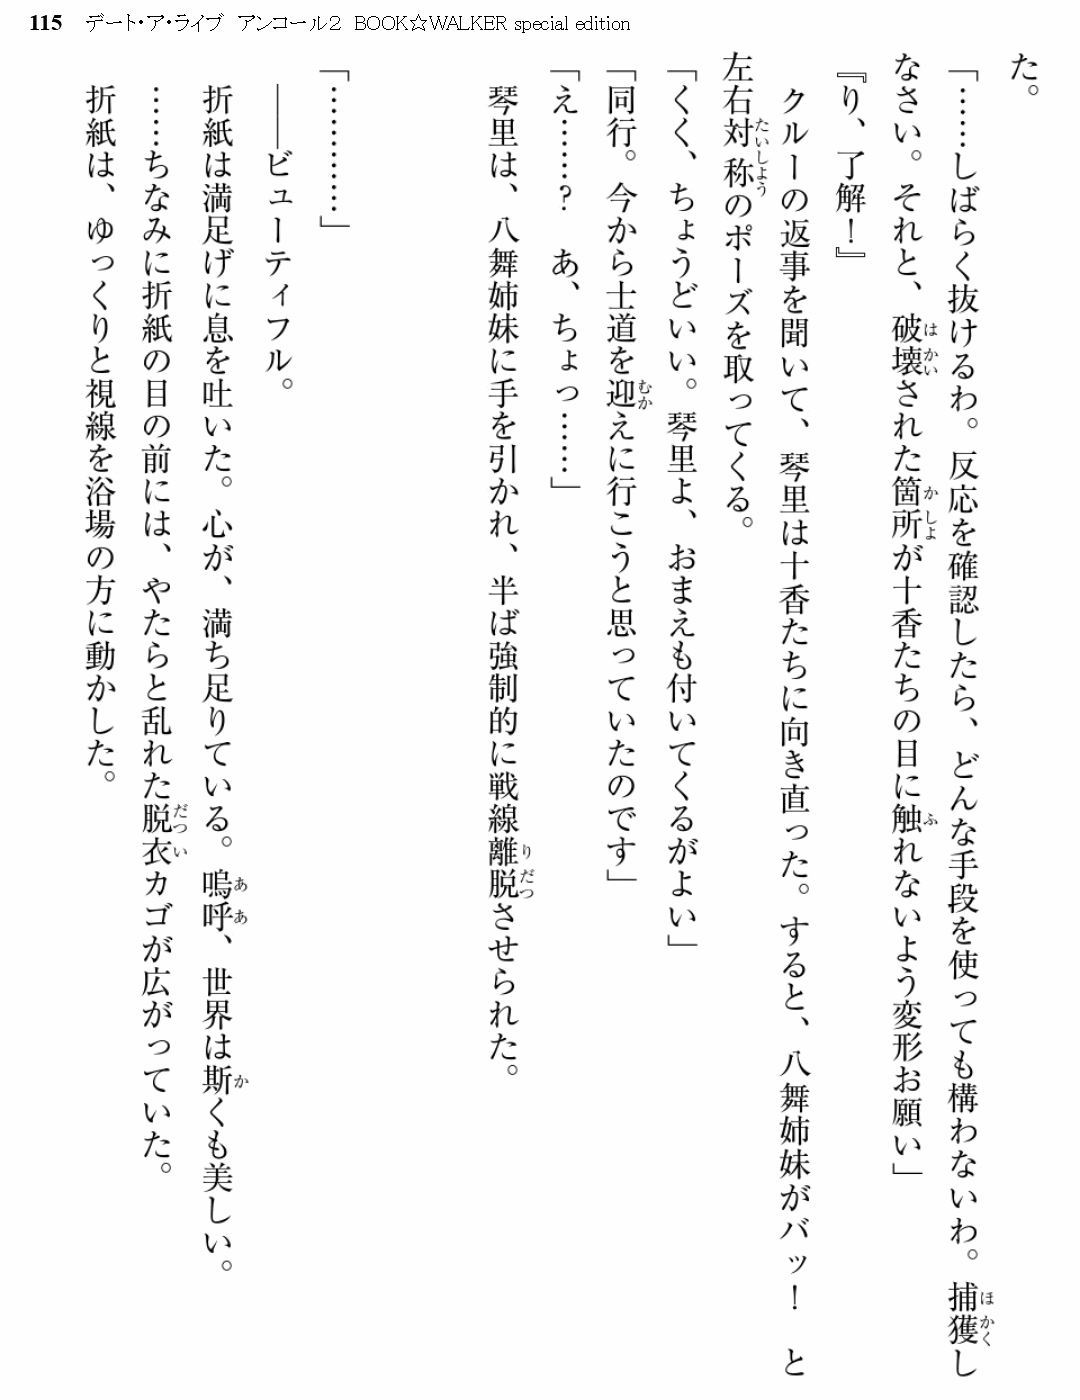 115 デート・ア・ライブ アンコール２ BOOK☆WALKER special edition
た。
「……しばらく抜けるわ。反応を確認したら、どんな手段を使っても構わないわ。捕獲し
なさい。それと、破壊された箇所が十香たちの目に触れないよう変形お願い」
『り、了解！』
　クルーの返事を聞いて、琴里は十香たちに向き直った。すると、八舞姉妹がバッ！　と
左右対称のポーズを取ってくる。
「くく、ちょうどいい。琴里よ、おまえも付いてくるがよい」
「同行。今から士道を迎えに行こうと思っていたのです」
「え……？　あ、ちょっ……」
　琴里は、八舞姉妹に手を引かれ、半ば強制的に戦線離脱させられた。
「…………」
　――ビューティフル。
　折紙は満足げに息を吐いた。心が、満ち足りている。嗚呼、世界は斯くも美しい。
　……ちなみに折紙の目の前には、やたらと乱れた脱衣カゴが広がっていた。
　折紙は、ゆっくりと視線を浴場の方に動かした。